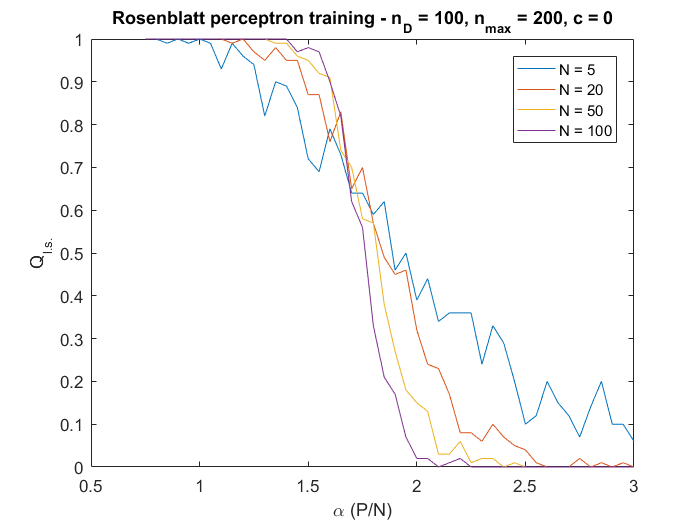 Rosenblatt perceptron training - n_D = 100, n_max = 200, c = 0
Q_l.s.
1
0.9
0.8
0.7
0.6
0.5
0.4
0.3
0.2
0.1
0
N = 5
N = 20
N = 50
N = 100
0.5 1 1.5 2 2.5 3
α (P/N)